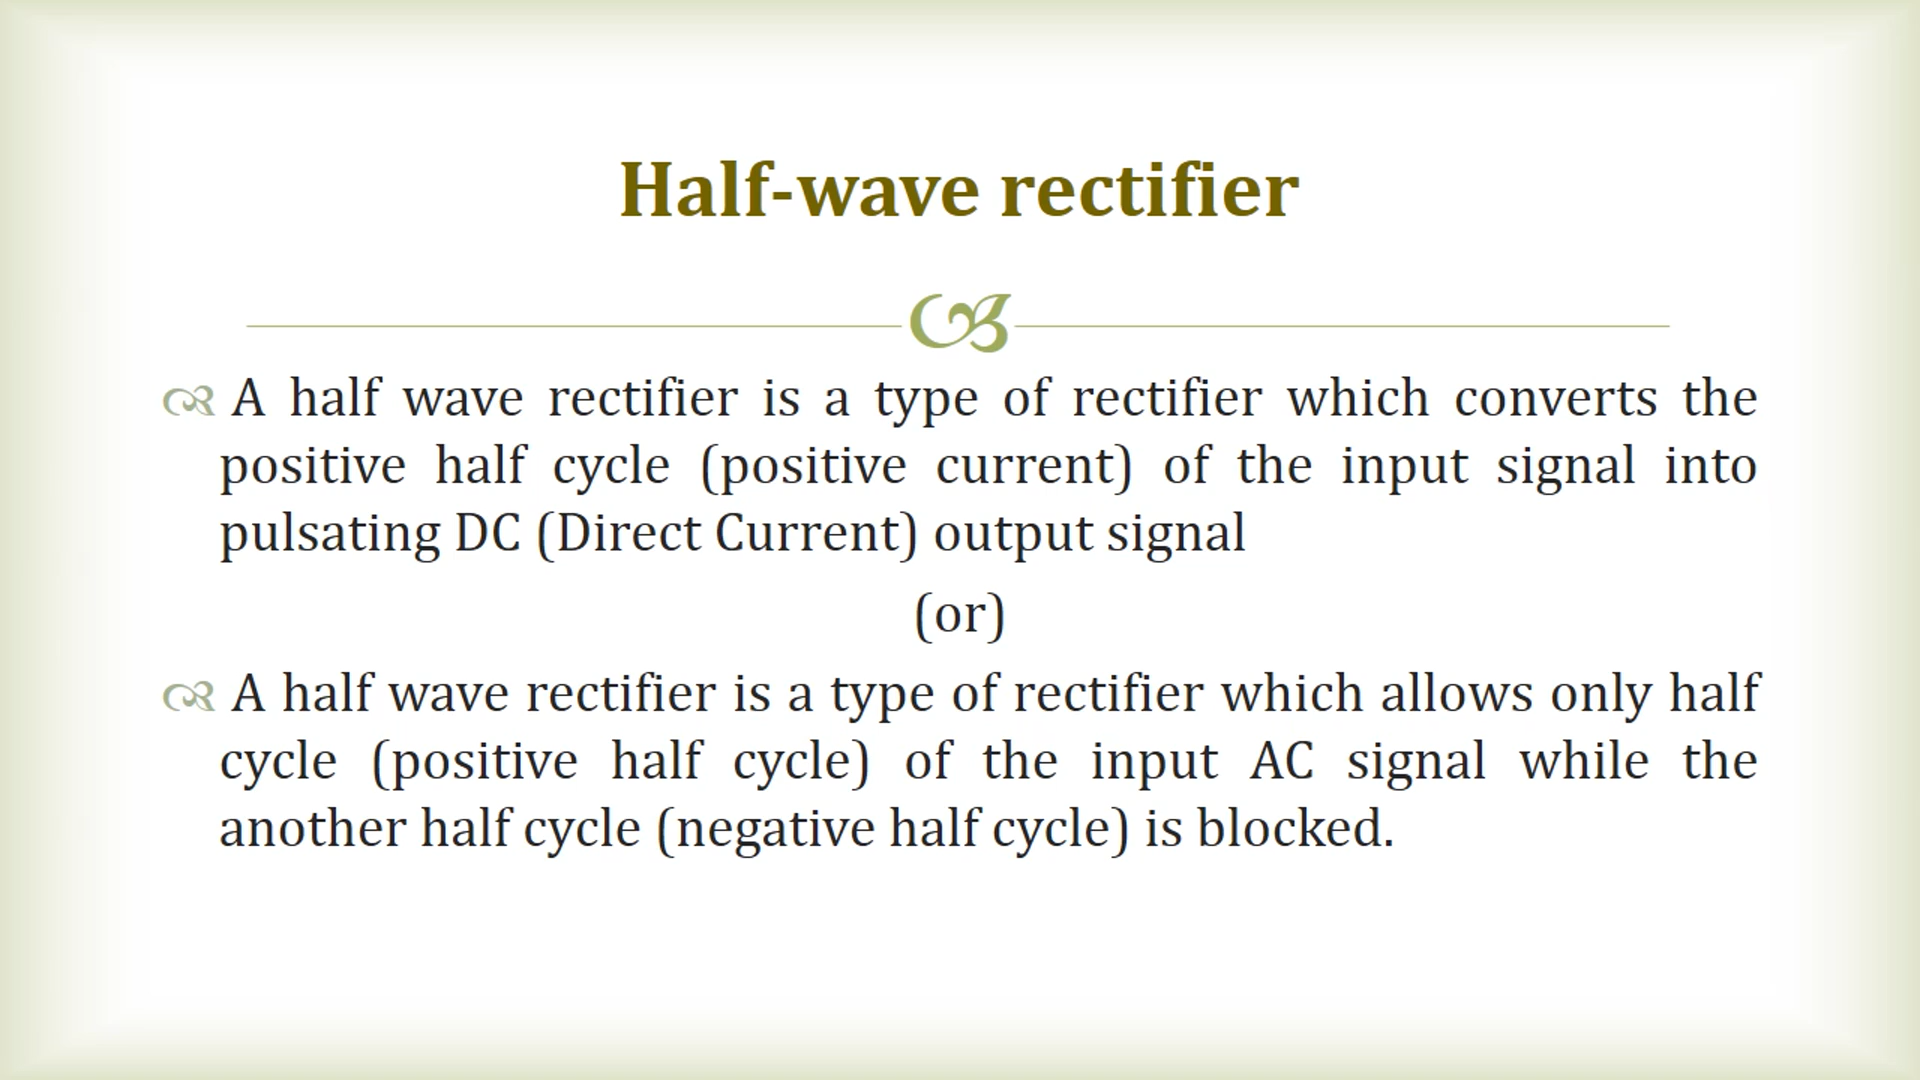 Half-wave rectifier
A half wave rectifier is a type of rectifier which converts the
positive half cycle (positive current) of the input signal into
pulsating DC (Direct Current) output signal
(or)
A half wave rectifier is a type of rectifier which allows only half
cycle (positive half cycle) of the input AC signal while the
another half cycle (negative half cycle) is blocked.